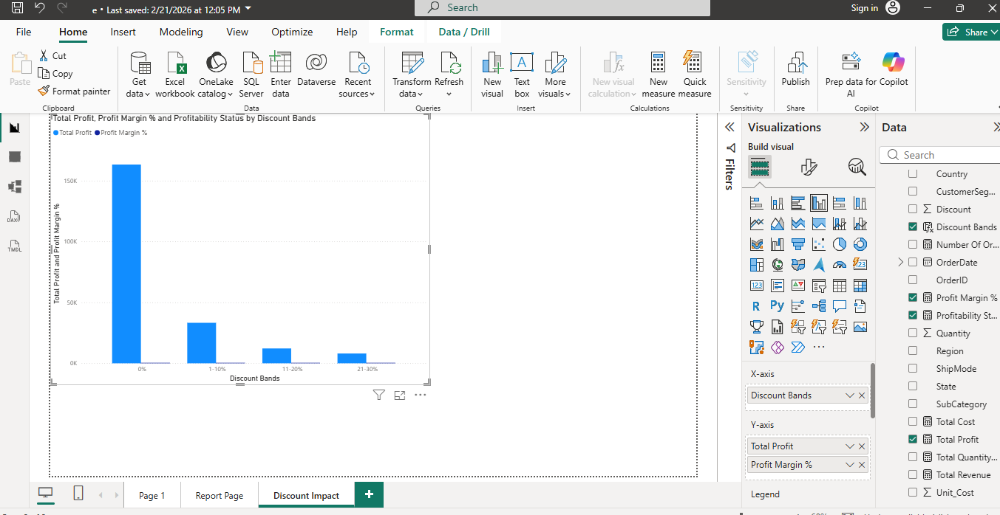 e • Last saved: 2/21/2026 at 12:05 PM
Search
Sign in
File Home Insert Modeling View Optimize Help Format Data / Drill
Share
Paste
Cut
Copy
Format painter
Clipboard
Get data
Excel workbook
OneLake catalog
SQL Server
Enter data
Dataverse
Recent sources
Data
Transform data
Refresh
Queries
New visual
Text box
More visuals
Insert
New visual calculation
New measure
Quick measure
Calculations
Sensitivity
Sensitivity
Publish
Share
Prep data for AI
Copilot
Copilot
DAX
TMDL
Total Profit, Profit Margin % and Profitability Status by Discount Bands
Total Profit Profit Margin %
Total Profit and Profit Margin %
150K
100K
50K
0K
0% 1-10% 11-20% 21-30%
Discount Bands
Filters
Visualizations
Build visual
123
123
R Py
X-axis
Discount Bands
Y-axis
Total Profit
Profit Margin %
Legend
Data
Search
Country
CustomerSeg...
Discount
Discount Bands
Number Of Or...
OrderDate
OrderID
Profit Margin %
Profitability St...
Quantity
Region
ShipMode
State
SubCategory
Total Cost
Total Profit
Total Quantity...
Total Revenue
Unit_Cost
Page 1 Report Page Discount Impact